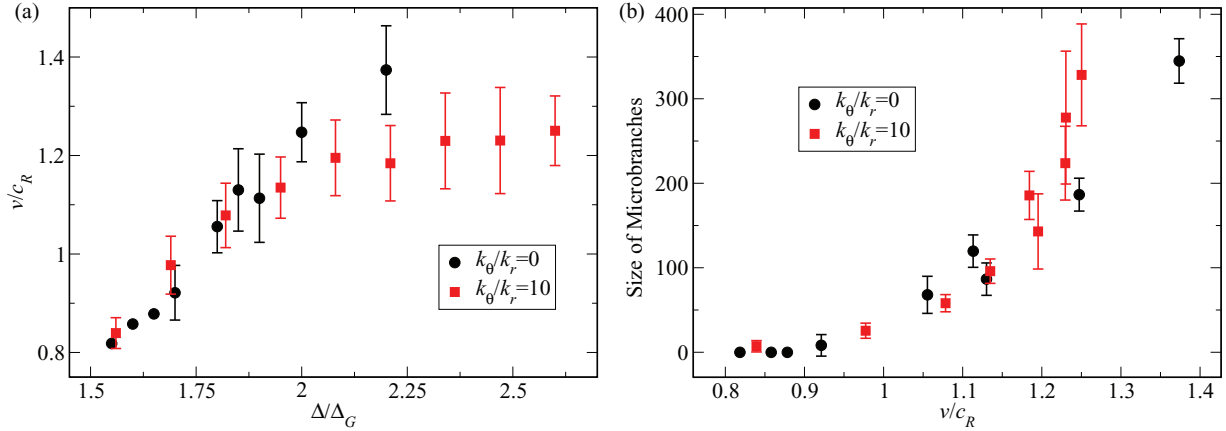 (a)
v/c_R
1.4
1.2
1
0.8
1.5
1.75
2
2.25
2.5
Δ/Δ_G
k_θ/k_r=0
k_θ/k_r=10
(b)
Size of Microbranches
400
300
200
100
0
0.8
0.9
1
1.1
1.2
1.3
1.4
v/c_R
k_θ/k_r=0
k_θ/k_r=10